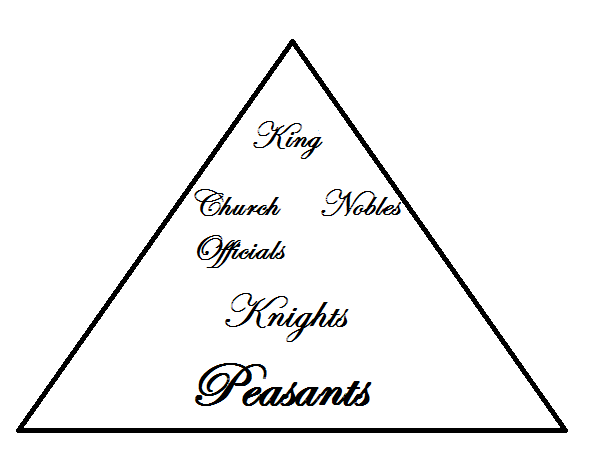 King
Church Nobles
Officials
Knights
Peasants